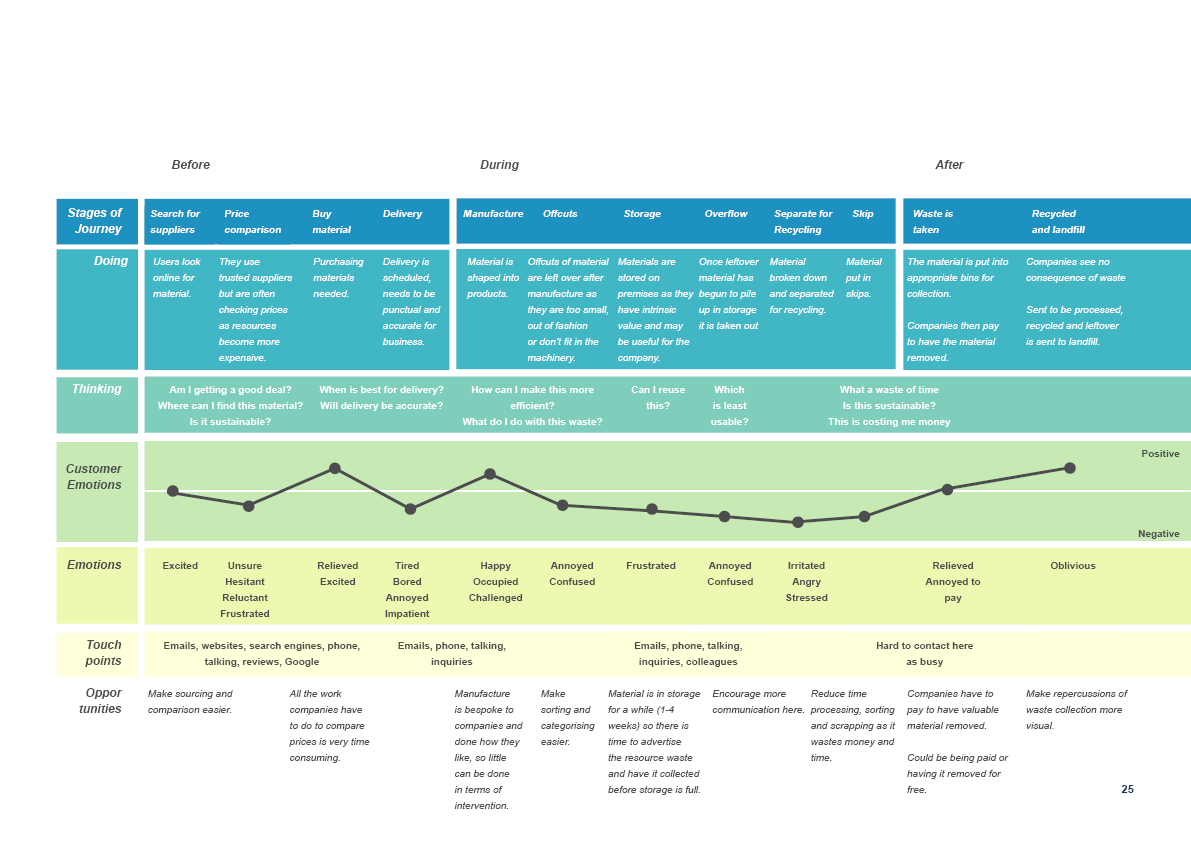 Before
During
After
Stages of
Journey
Search for
suppliers
Price
comparison
Buy
material
Delivery
Manufacture
Offcuts
Storage
Overflow
Separate for
Recycling
Skip
Waste is
taken
Recycled
and landfill
Doing
Users look
online for
material.
They use
trusted suppliers
but are often
checking prices
as resources
become more
expensive.
Purchasing
materials
needed.
Delivery is
scheduled,
needs to be
punctual and
accurate for
business.
Material is
shaped into
products.
Offcuts of material
are left over after
manufacture as
they are too small,
out of fashion
or don't fit in the
machinery.
Materials are
stored on
premises as they
have intrinsic
value and may
be useful for the
company.
Once leftover
material has
begun to pile
up in storage
it is taken out
Material
broken down
and separated
for recycling.
Material
put in
skips.
The material is put into
appropriate bins for
collection.
Companies then pay
to have the material
removed.
Companies see no
consequence of waste
Sent to be processed,
recycled and leftover
is sent to landfill.
Thinking
Am I getting a good deal?
Where can I find this material?
Is it sustainable?
When is best for delivery?
Will delivery be accurate?
How can I make this more
efficient?
What do I do with this waste?
Can I reuse
this?
Which
is least
usable?
What a waste of time
Is this sustainable?
This is costing me money
Customer
Emotions
Positive
Negative
Emotions
Excited
Unsure
Hesitant
Reluctant
Frustrated
Relieved
Excited
Tired
Bored
Annoyed
Impatient
Happy
Occupied
Challenged
Annoyed
Confused
Frustrated
Annoyed
Confused
Irritated
Angry
Stressed
Relieved
Annoyed to
pay
Oblivious
Touch
points
Emails, websites, search engines, phone,
talking, reviews, Google
Emails, phone, talking,
inquiries
Emails, phone, talking,
inquiries, colleagues
Hard to contact here
as busy
Oppor
tunities
Make sourcing and
comparison easier.
All the work
companies have
to do to compare
prices is very time
consuming.
Manufacture
is bespoke to
companies and
done how they
like, so little
can be done
in terms of
intervention.
Make
sorting and
categorising
easier.
Material is in storage
for a while (1-4
weeks) so there is
time to advertise
the resource waste
and have it collected
before storage is full.
Encourage more
communication here.
Reduce time
processing, sorting
and scrapping as it
wastes money and
time.
Companies have to
pay to have valuable
material removed.
Could be being paid or
having it removed for
free.
Make repercussions of
waste collection more
visual.
25